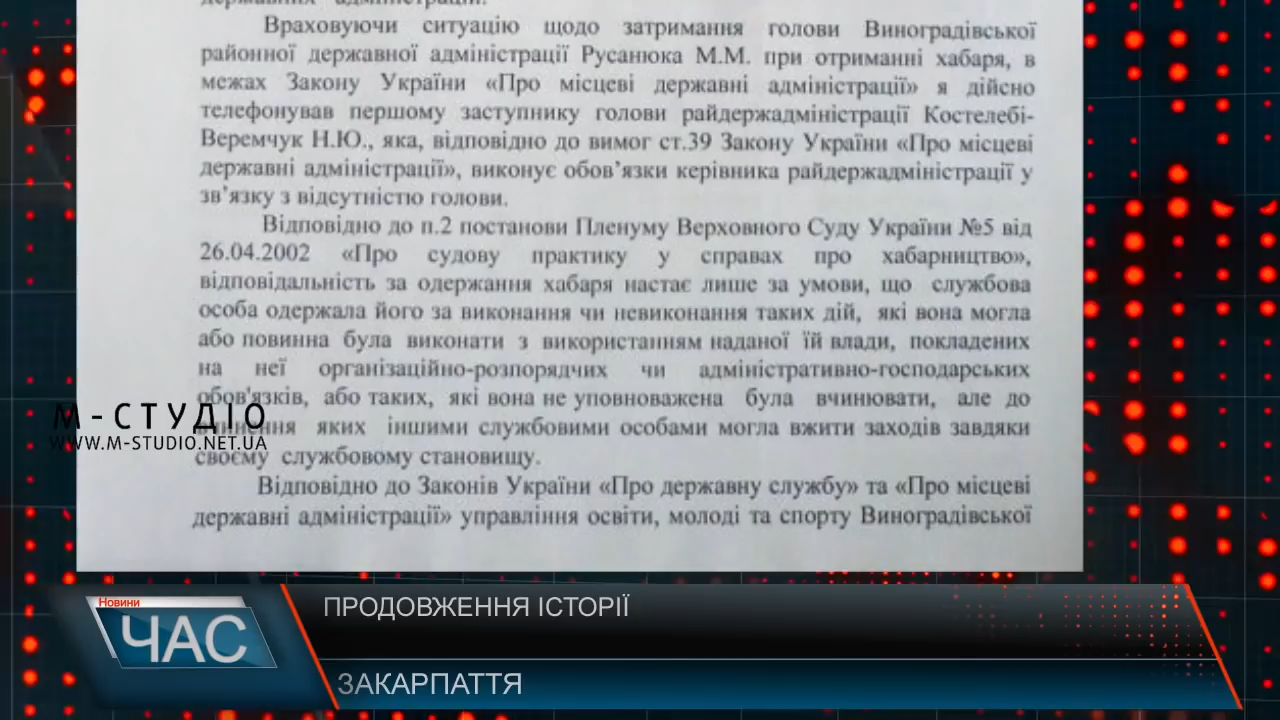 державних адміністрацій.
Враховуючи ситуацію щодо затримання голови Виноградівської
районної державної адміністрації Русанюка М.М. при отриманні хабаря, в
межах Закону України «Про місцеві державні адміністрації» я дійсно
телефонував першому заступнику голови райдержадміністрації Костелебі-
Веремчук Н.Ю., яка, відповідно до вимог ст.39 Закону України «Про місцеві
державні адміністрації», виконує обов’язки керівника райдержадміністрації у
зв’язку з відсутністю голови.
Відповідно до п.2 постанови Пленуму Верховного Суду України №5 від
26.04.2002 «Про судову практику у справах про хабарництво»,
відповідальність за одержання хабаря настає лише за умови, що службова
особа одержала його за виконання чи невиконання таких дій, які вона могла
або повинна була виконати з використанням наданої їй влади, покладених
на неї організаційно-розпорядчих чи адміністративно-господарських
обов'язків, або таких, які вона не уповноважена була вчинювати, але до
яких іншими службовими особами могла вжити заходів завдяки
своєму службовому становищу.
Відповідно до Законів України «Про державну службу» та «Про місцеві
державні адміністрації» управління освіти, молоді та спорту Виноградівської
М-СТУДІО
WWW.M-STUDIO.NET.UA
Новини
ЧАС
ПРОДОВЖЕННЯ ІСТОРІЇ
ЗАКАРПАТТЯ